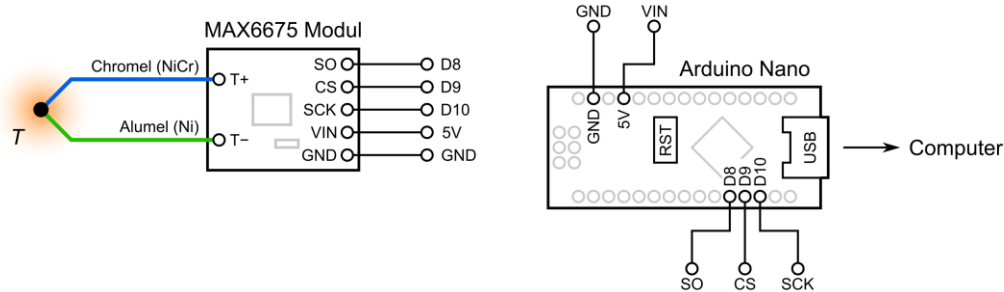 MAX6675 Modul
Chromel (NiCr)
T+
T
Alumel (Ni)
T−
SO D8
CS D9
SCK D10
VIN 5V
GND GND
GND VIN
Arduino Nano
GND 5V
RST
USB
Computer
D8 D9 D10
SO CS SCK